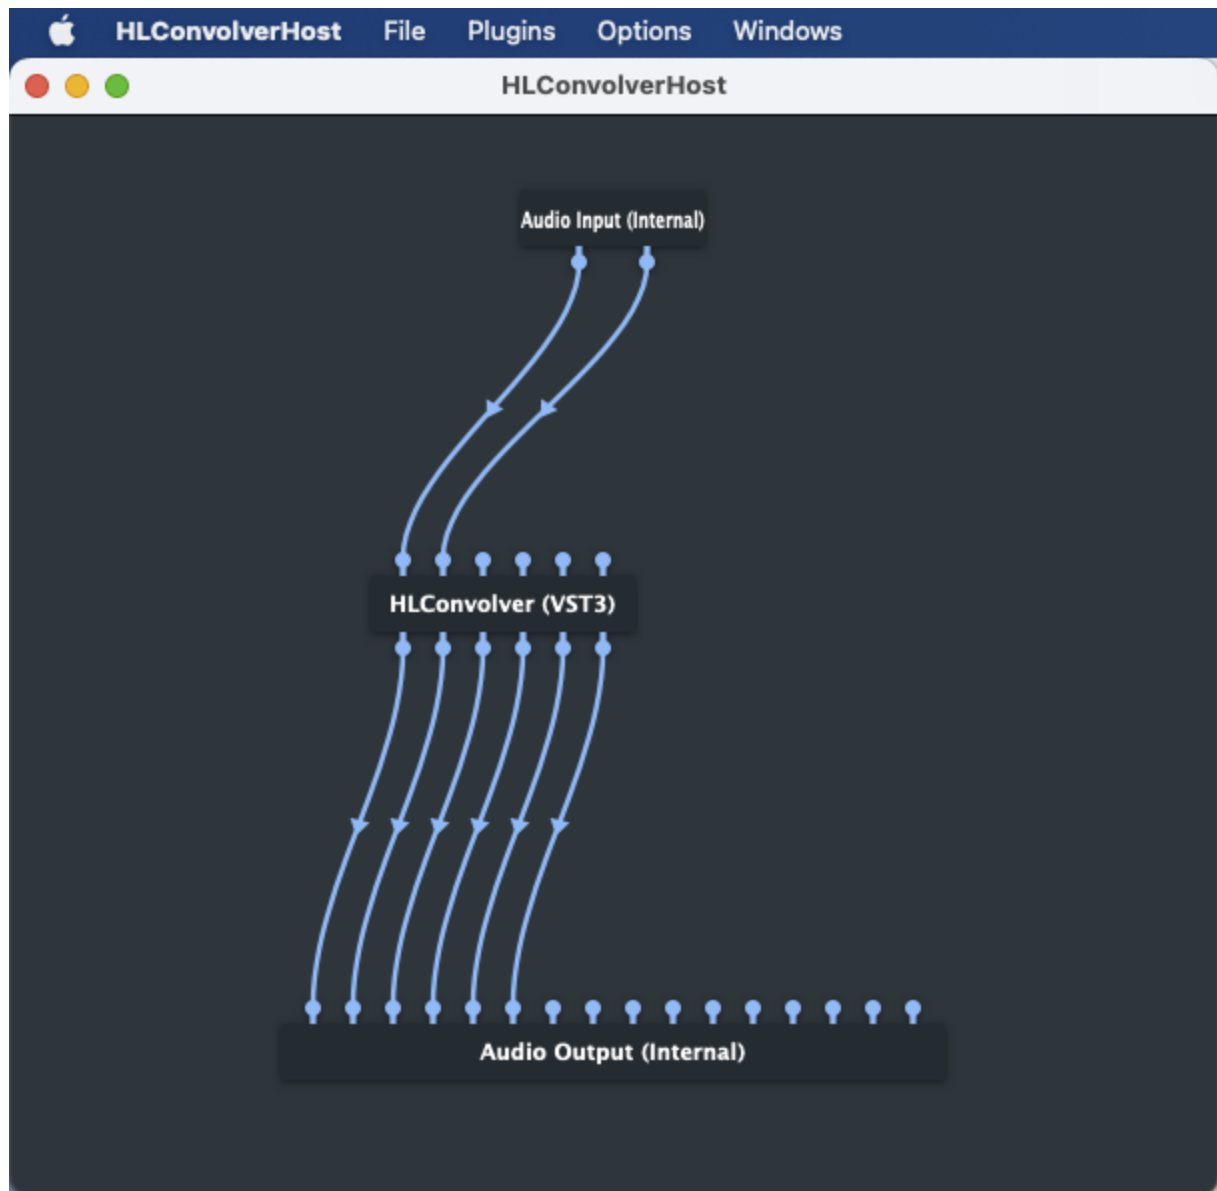 HLConvolverHost File Plugins Options Windows
HLConvolverHost
Audio Input (Internal)
HLConvolver (VST3)
Audio Output (Internal)